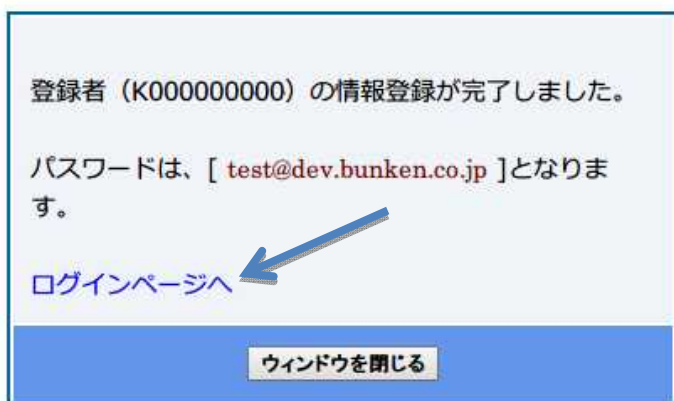 登録者（K000000000）の情報登録が完了しました。
パスワードは、[ test@dev.bunken.co.jp ]となりま
す。
ログインページへ
ウィンドウを閉じる